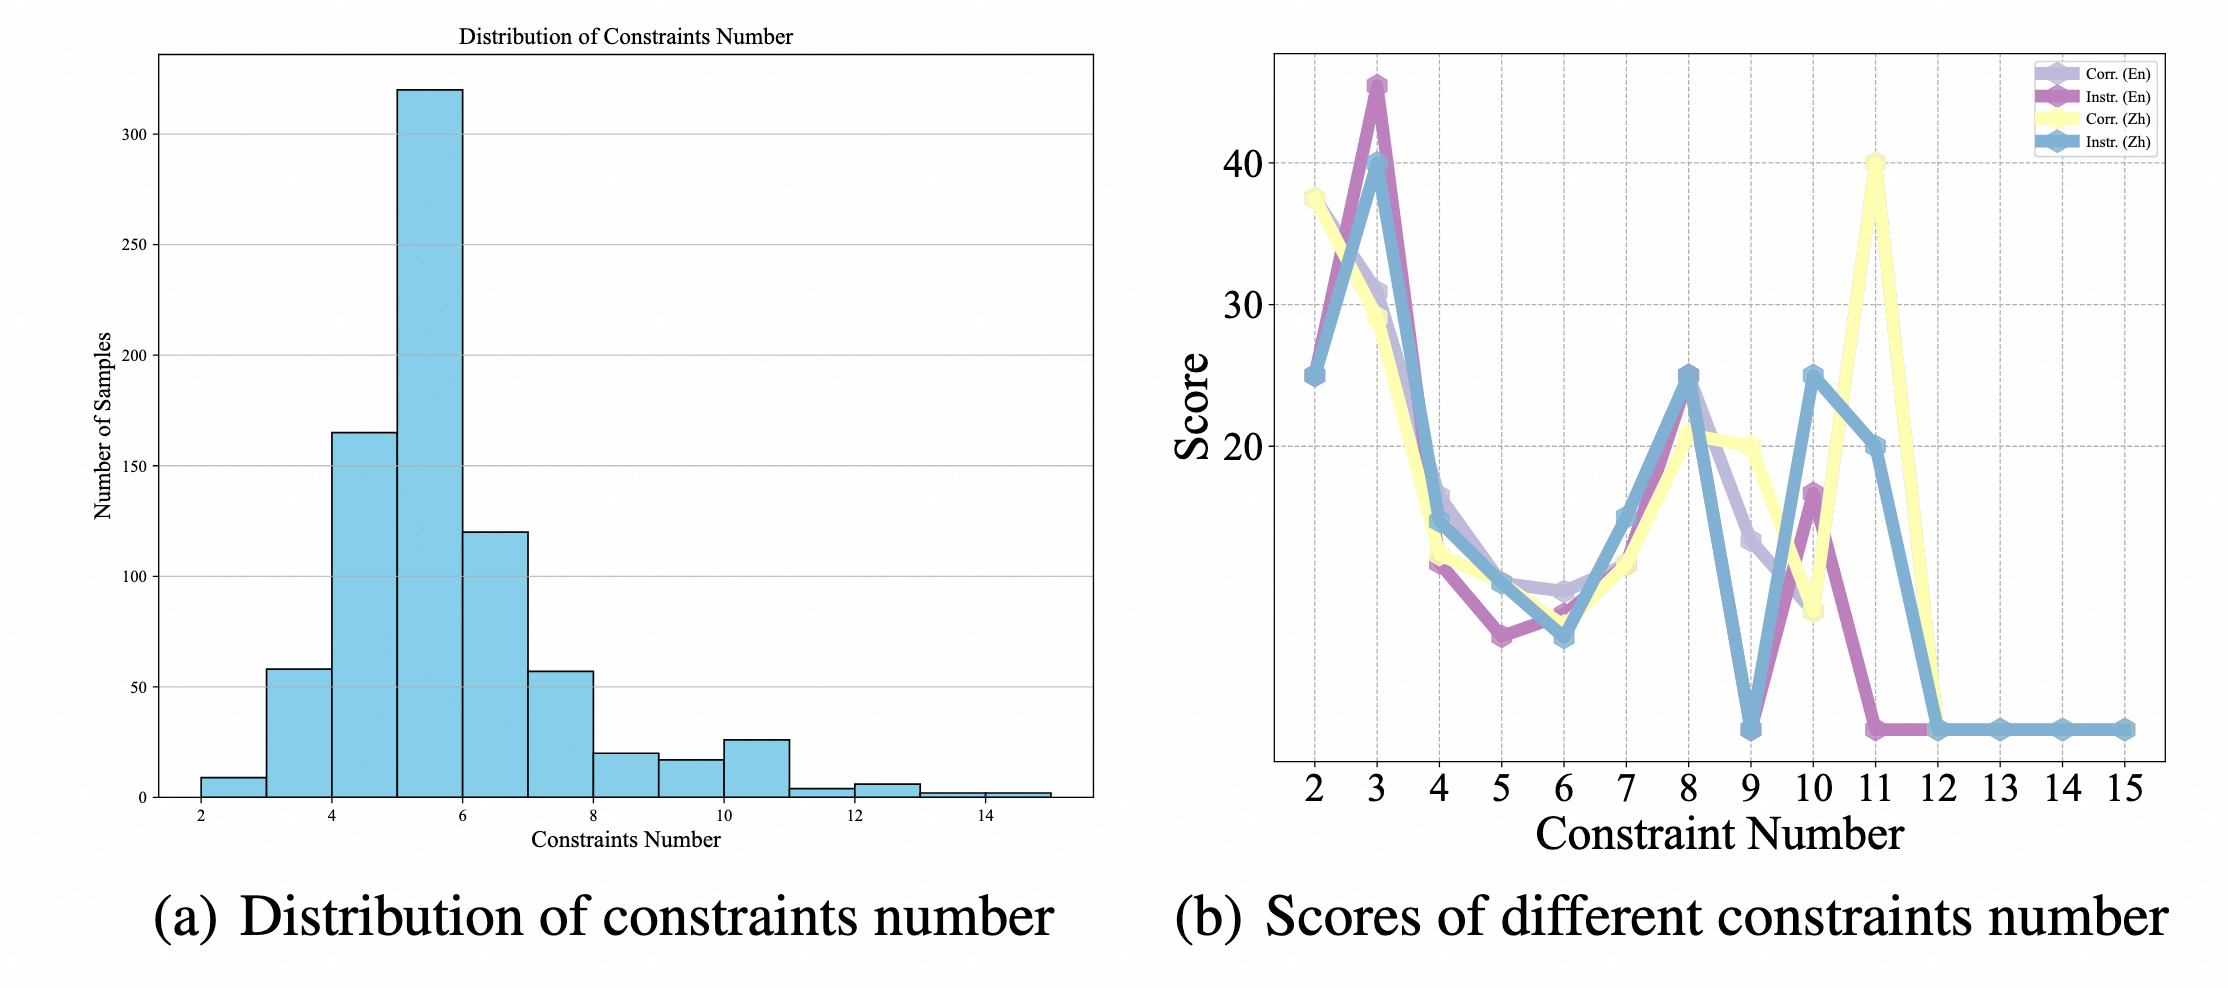 Distribution of Constraints Number
Number of Samples
300
250
200
150
100
50
0
2 4 6 8 10 12 14
Constraints Number
(a) Distribution of constraints number
Corr. (En)
Instr. (En)
Corr. (Zh)
Instr. (Zh)
Score
40
30
20
2 3 4 5 6 7 8 9 10 11 12 13 14 15
Constraint Number
(b) Scores of different constraints number